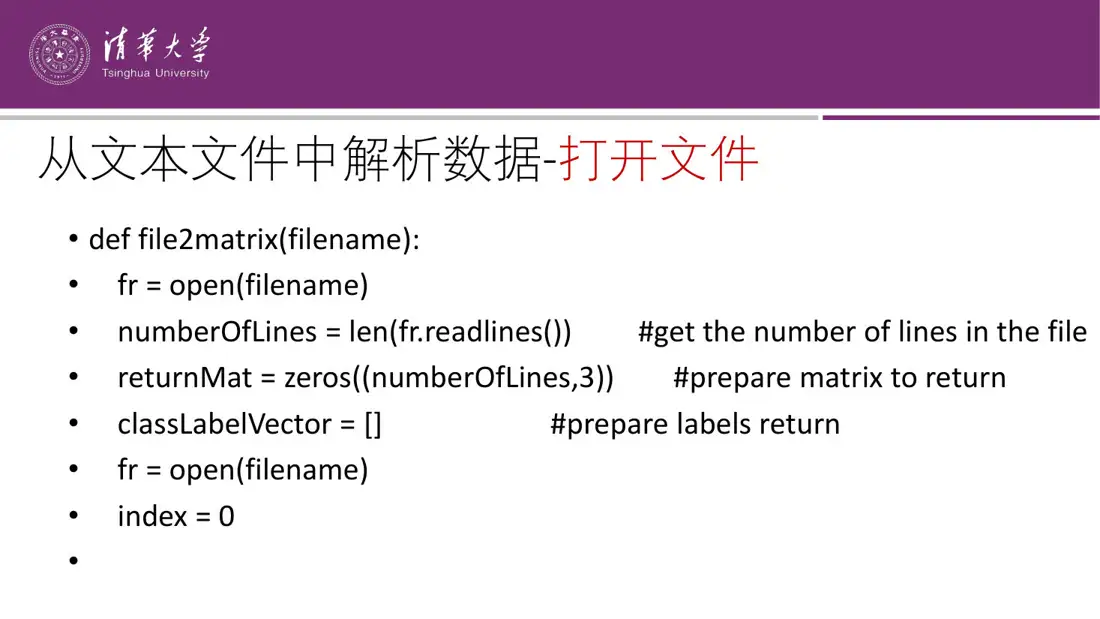 清华大学
Tsinghua University
从文本文件中解析数据-打开文件
• def file2matrix(filename):
• fr = open(filename)
• numberOfLines = len(fr.readlines()) #get the number of lines in the file
• returnMat = zeros((numberOfLines,3)) #prepare matrix to return
• classLabelVector = [] #prepare labels return
• fr = open(filename)
• index = 0
•